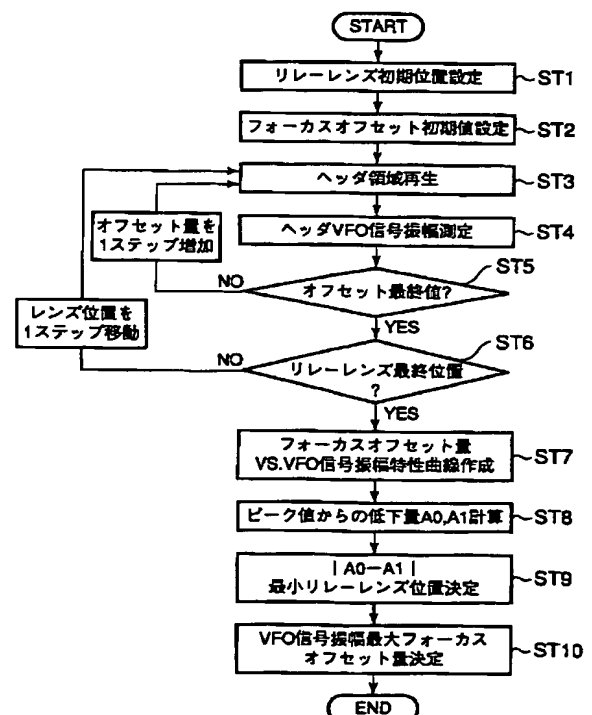 START
リレーレンズ初期位置設定
ST1
フォーカスオフセット初期値設定
ST2
ヘッダ領域再生
ST3
オフセット量を
1ステップ増加
ヘッダVFO信号振幅測定
ST4
ST5
NO
オフセット最終値?
レンズ位置を
1ステップ移動
YES
ST6
NO
リレーレンズ最終位置
?
YES
フォーカスオフセット量
VS.VFO信号振幅特性曲線作成
ST7
ピーク値からの低下量A0,A1計算
ST8
|A0-A1|
最小リレーレンズ位置決定
ST9
VFO信号振幅最大フォーカス
オフセット量決定
ST10
END